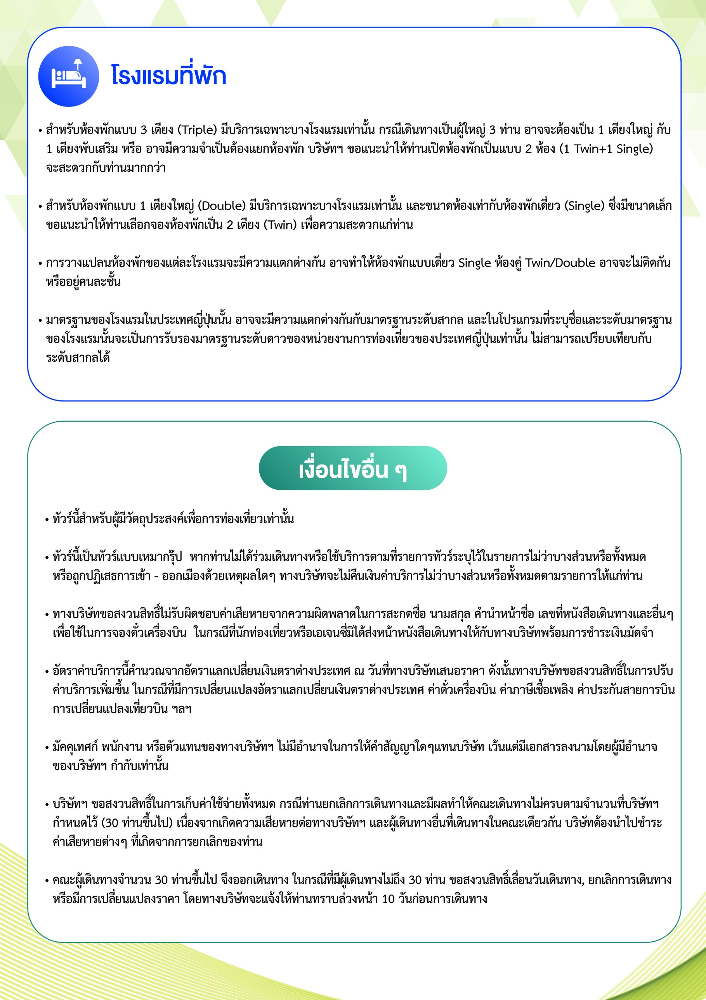 โรงแรมที่พัก
• สำหรับห้องพักแบบ 3 เตียง (Triple) มีบริการเฉพาะบางโรงแรมเท่านั้น กรณีเดินทางเป็นผู้ใหญ่ 3 ท่าน อาจจะต้องเป็น 1 เตียงใหญ่ กับ
1 เตียงพับเสริม หรือ อาจมีความจำเป็นต้องแยกห้องพัก บริษัทฯ ขอแนะนำให้ท่านเปิดห้องพักเป็นแบบ 2 ห้อง (1 Twin+1 Single)
จะสะดวกกับท่านมากกว่า
• สำหรับห้องพักแบบ 1 เตียงใหญ่ (Double) มีบริการเฉพาะบางโรงแรมเท่านั้น และขนาดห้องเท่ากับห้องพักเดี่ยว (Single) ซึ่งมีขนาดเล็ก
ขอแนะนำให้ท่านเลือกจองห้องพักเป็น 2 เตียง (Twin) เพื่อความสะดวกแก่ท่าน
• การวางแปลนห้องพักของแต่ละโรงแรมจะมีความแตกต่างกัน อาจทำให้ห้องพักแบบเดี่ยว Single ห้องคู่ Twin/Double อาจจะไม่ติดกัน
หรืออยู่คนละชั้น
• มาตรฐานของโรงแรมในประเทศญี่ปุ่นนั้น อาจจะมีความแตกต่างกันกับมาตรฐานระดับสากล และในโปรแกรมที่ระบุชื่อและระดับมาตรฐาน
ของโรงแรมนั้นจะเป็นการรับรองมาตรฐานระดับดาวของหน่วยงานการท่องเที่ยวของประเทศญี่ปุ่นเท่านั้น ไม่สามารถเปรียบเทียบกับ
ระดับสากลได้
เงื่อนไขอื่น ๆ
• ทัวร์นี้สำหรับผู้มีวัตถุประสงค์เพื่อการท่องเที่ยวเท่านั้น
• ทัวร์นี้เป็นทัวร์แบบเหมากรุ๊ป หากท่านไม่ได้ร่วมเดินทางหรือใช้บริการตามที่รายการทัวร์ระบุไว้ในรายการไม่ว่าบางส่วนหรือทั้งหมด
หรือถูกปฏิเสธการเข้า - ออกเมืองด้วยเหตุผลใดๆ ทางบริษัทจะไม่คืนเงินค่าบริการไม่ว่าบางส่วนหรือทั้งหมดตามรายการให้แก่ท่าน
• ทางบริษัทขอสงวนสิทธิ์ไม่รับผิดชอบค่าเสียหายจากความผิดพลาดในการสะกดชื่อ นามสกุล คำนำหน้าชื่อ เลขที่หนังสือเดินทางและอื่นๆ
เพื่อใช้ในการจองตั๋วเครื่องบิน ในกรณีที่นักท่องเที่ยวหรือเอเจนซี่มิได้ส่งหน้าหนังสือเดินทางให้กับทางบริษัทพร้อมการชำระเงินมัดจำ
• อัตราค่าบริการนี้คำนวณจากอัตราแลกเปลี่ยนเงินตราต่างประเทศ ณ วันที่ทางบริษัทเสนอราคา ดังนั้นทางบริษัทขอสงวนสิทธิ์ในการปรับ
ค่าบริการเพิ่มขึ้น ในกรณีที่มีการเปลี่ยนแปลงอัตราแลกเปลี่ยนเงินตราต่างประเทศ ค่าตั๋วเครื่องบิน ค่าภาษีเชื้อเพลิง ค่าประกันสายการบิน
การเปลี่ยนแปลงเที่ยวบิน ฯลฯ
• มัคคุเทศก์ พนักงาน หรือตัวแทนของทางบริษัทฯ ไม่มีอำนาจในการให้คำสัญญาใดๆแทนบริษัท เว้นแต่มีเอกสารลงนามโดยผู้มีอำนาจ
ของบริษัทฯ กำกับเท่านั้น
• บริษัทฯ ขอสงวนสิทธิ์ในการเก็บค่าใช้จ่ายทั้งหมด กรณีท่านยกเลิกการเดินทางและมีผลทำให้คณะเดินทางไม่ครบตามจำนวนที่บริษัทฯ
กำหนดไว้ (30 ท่านขึ้นไป) เนื่องจากเกิดความเสียหายต่อทางบริษัทฯ และผู้เดินทางอื่นที่เดินทางในคณะเดียวกัน บริษัทต้องนำไปชำระ
ค่าเสียหายต่างๆ ที่เกิดจากการยกเลิกของท่าน
• คณะผู้เดินทางจำนวน 30 ท่านขึ้นไป จึงออกเดินทาง ในกรณีที่มีผู้เดินทางไม่ถึง 30 ท่าน ขอสงวนสิทธิ์เลื่อนวันเดินทาง, ยกเลิกการเดินทาง
หรือมีการเปลี่ยนแปลงราคา โดยทางบริษัทจะแจ้งให้ท่านทราบล่วงหน้า 10 วันก่อนการเดินทาง